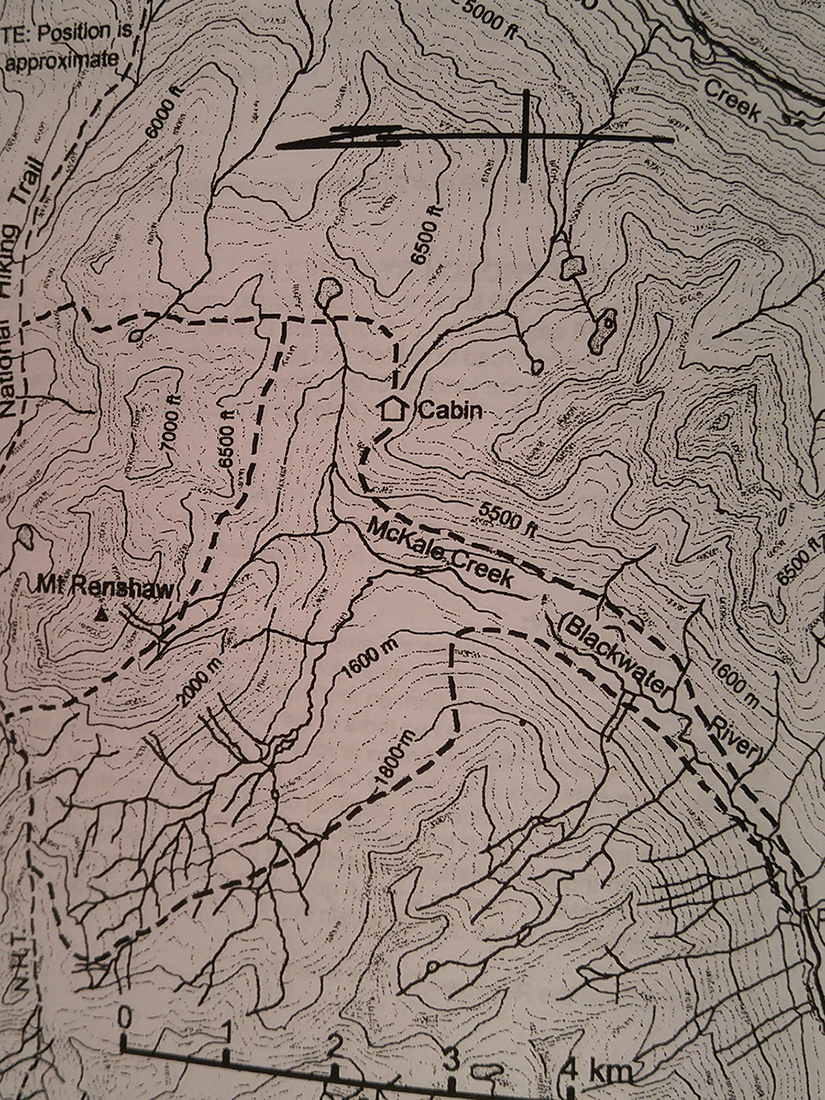 5000 ft
TE: Position is
approximate
Creek
6000 ft
National Hiking Trail
6500 ft
7000 ft
6500 ft
Cabin
5500 ft
McKale Creek
6500 ft
Mt Renshaw
(Blackwater
River)
1600 m
1600 m
2000 m
1800 m
N.H.T.
0
1
2
3
4 km